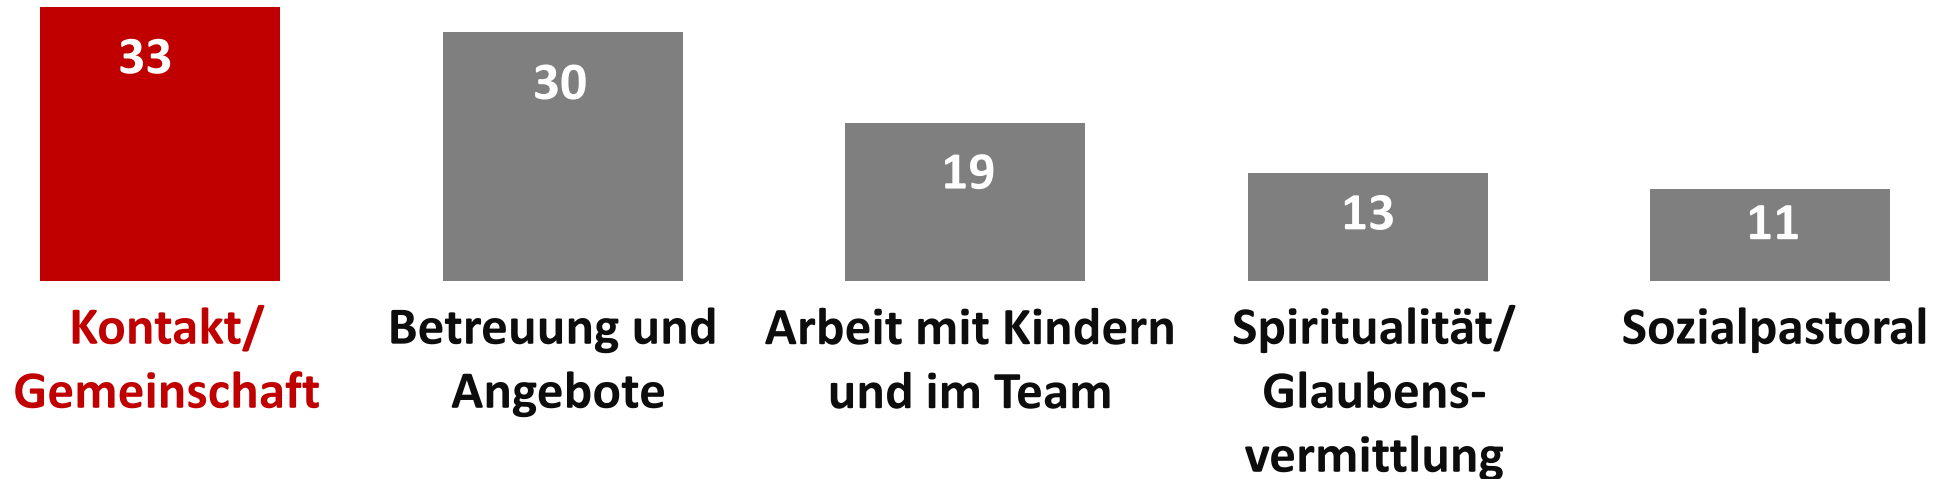 33
30
19
13
11
Kontakt/
Gemeinschaft
Betreuung und
Angebote
Arbeit mit Kindern
und im Team
Spiritualität/
Glaubens-
vermittlung
Sozialpastoral